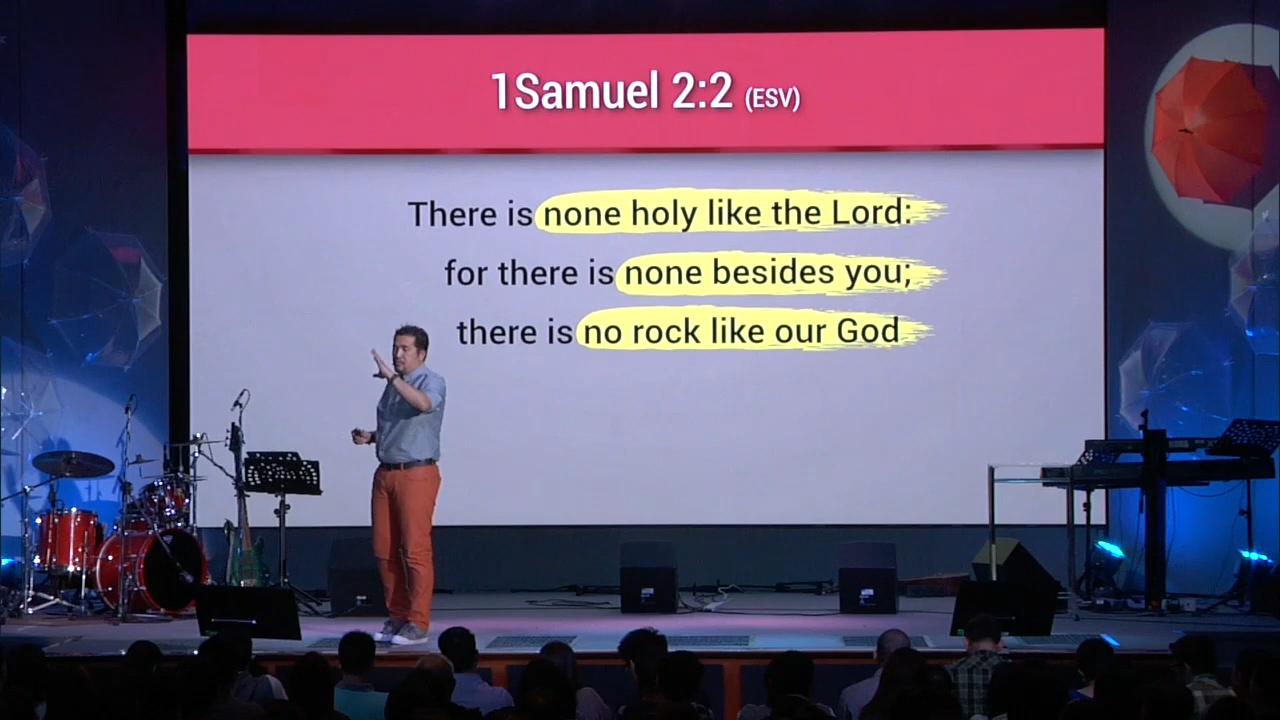 1Samuel 2:2 (ESV)
There is none holy like the Lord:
for there is none besides you;
there is no rock like our God